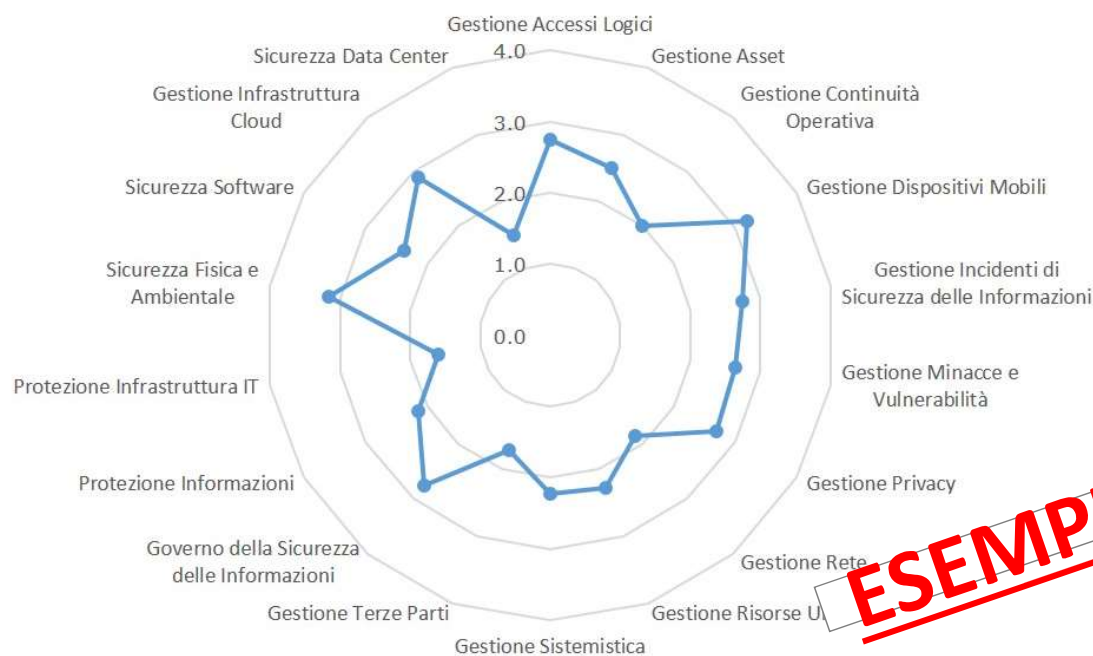 Gestione Accessi Logici
Sicurezza Data Center
4.0
Gestione Asset
Gestione Infrastruttura
Cloud
Gestione Continuità
Operativa
3.0
Sicurezza Software
2.0
Gestione Dispositivi Mobili
Sicurezza Fisica e
Ambientale
1.0
Gestione Incidenti di
Sicurezza delle Informazioni
0.0
Protezione Infrastruttura IT
Gestione Minacce e
Vulnerabilità
Protezione Informazioni
Gestione Privacy
Governo della Sicurezza
delle Informazioni
Gestione Rete
Gestione Terze Parti
Gestione Risorse
Gestione Sistemistica